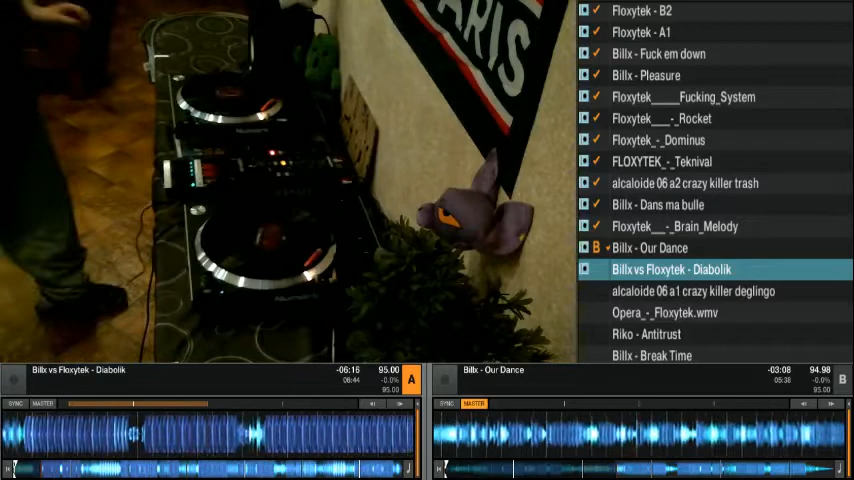 PARIS
Floxytek - B2
Floxytek - A1
Billx - Fuck em down
Billx - Pleasure
Floxytek_____Fucking_System
Floxytek___-_Rocket
Floxytek_-_Dominus
FLOXYTEK_-_Teknival
alcaloide 06 a2 crazy killer trash
Billx - Dans ma bulle
Floxytek__-_Brain_Melody
B Billx - Our Dance
Billx vs Floxytek - Diabolik
alcaloide 06 a1 crazy killer deglingo
Opera_-_Floxytek.wmv
Riko - Antitrust
Billx - Break Time
Billx vs Floxytek - Diabolik -06:16 95.00 A
06:44 -0.0%
95.00
SYNC MASTER
Billx - Our Dance -03:08 94.98 B
05:38 -0.0%
95.00
SYNC MASTER